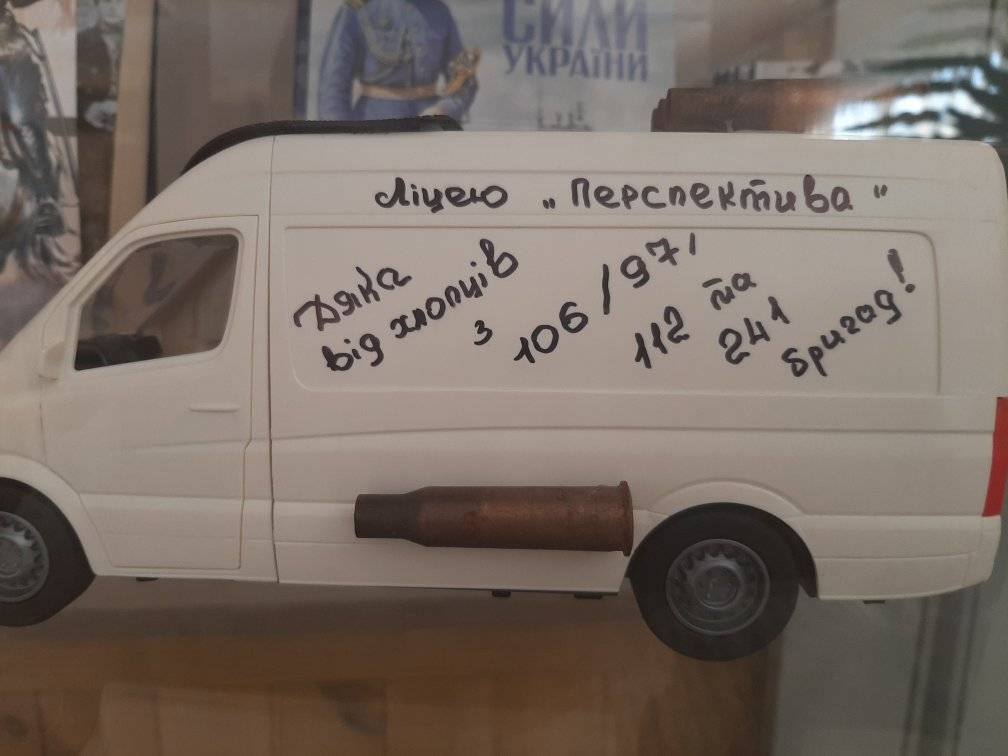 СИЛИ
УКРАЇНИ
Ліцею „Перспектива"
Дяка
від хлопців
з 106/97,
112 та
241
бригад!